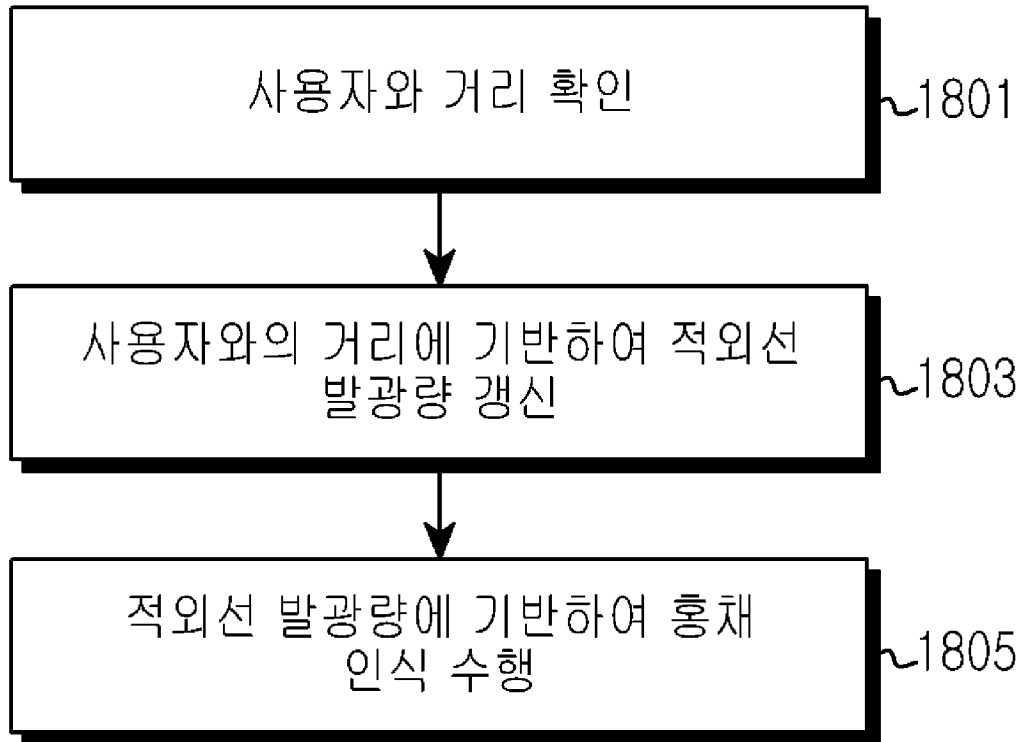 사용자와 거리 확인
1801
사용자와의 거리에 기반하여 적외선
발광량 갱신
1803
적외선 발광량에 기반하여 홍채
인식 수행
1805